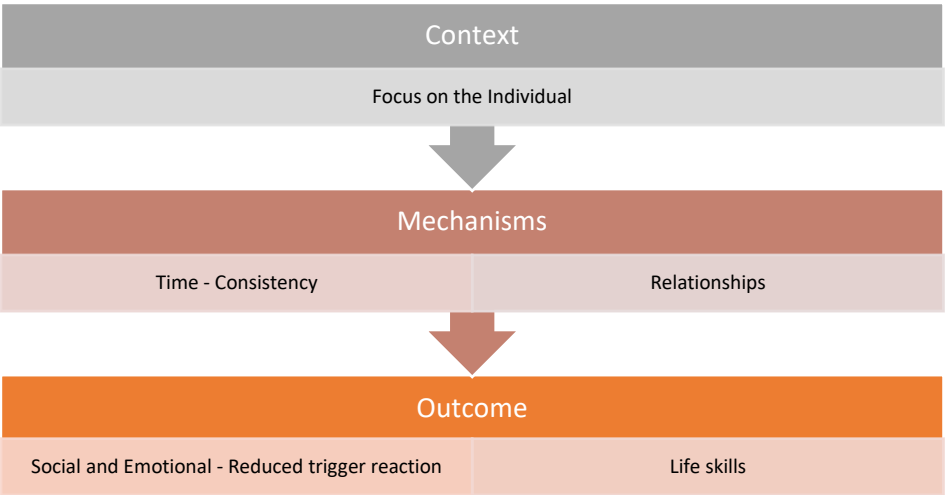 Context
Focus on the Individual
Mechanisms
Time - Consistency
Relationships
Outcome
Social and Emotional - Reduced trigger reaction
Life skills